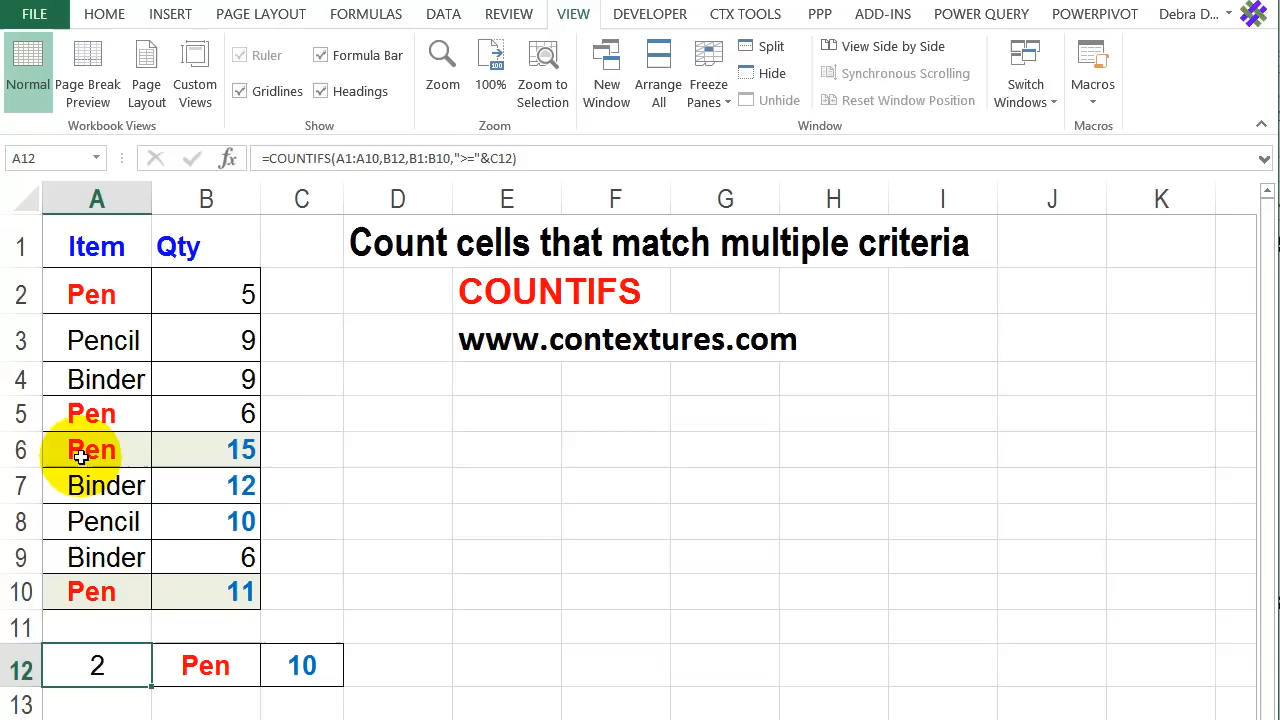 FILE HOME INSERT PAGE LAYOUT FORMULAS DATA REVIEW VIEW DEVELOPER CTX TOOLS PPP ADD-INS POWER QUERY POWERPIVOT Debra D...
Normal Page Break Preview Page Layout Custom Views
Ruler Formula Bar
Gridlines Headings
Zoom 100% Zoom to Selection
New Window Arrange All Freeze Panes
Split View Side by Side
Hide Synchronous Scrolling
Unhide Reset Window Position
Switch Windows Macros
Workbook Views Show Zoom Window Macros
A12 fx =COUNTIFS(A1:A10,B12,B1:B10,">="&C12)
A B C D E F G H I J K
1 Item Qty Count cells that match multiple criteria
2 Pen 5 COUNTIFS
3 Pencil 9 www.contextures.com
4 Binder 9
5 Pen 6
6 Pen 15
7 Binder 12
8 Pencil 10
9 Binder 6
10 Pen 11
11
12 2 Pen 10
13